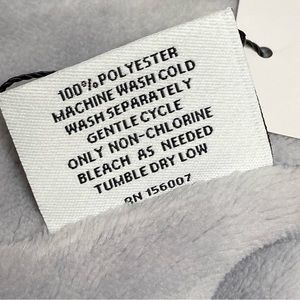 100% POLYESTER
MACHINE WASH COLD
WASH SEPARATELY
GENTLE CYCLE
ONLY NON-CHLORINE
BLEACH AS NEEDED
TUMBLE DRY LOW
RN 156007